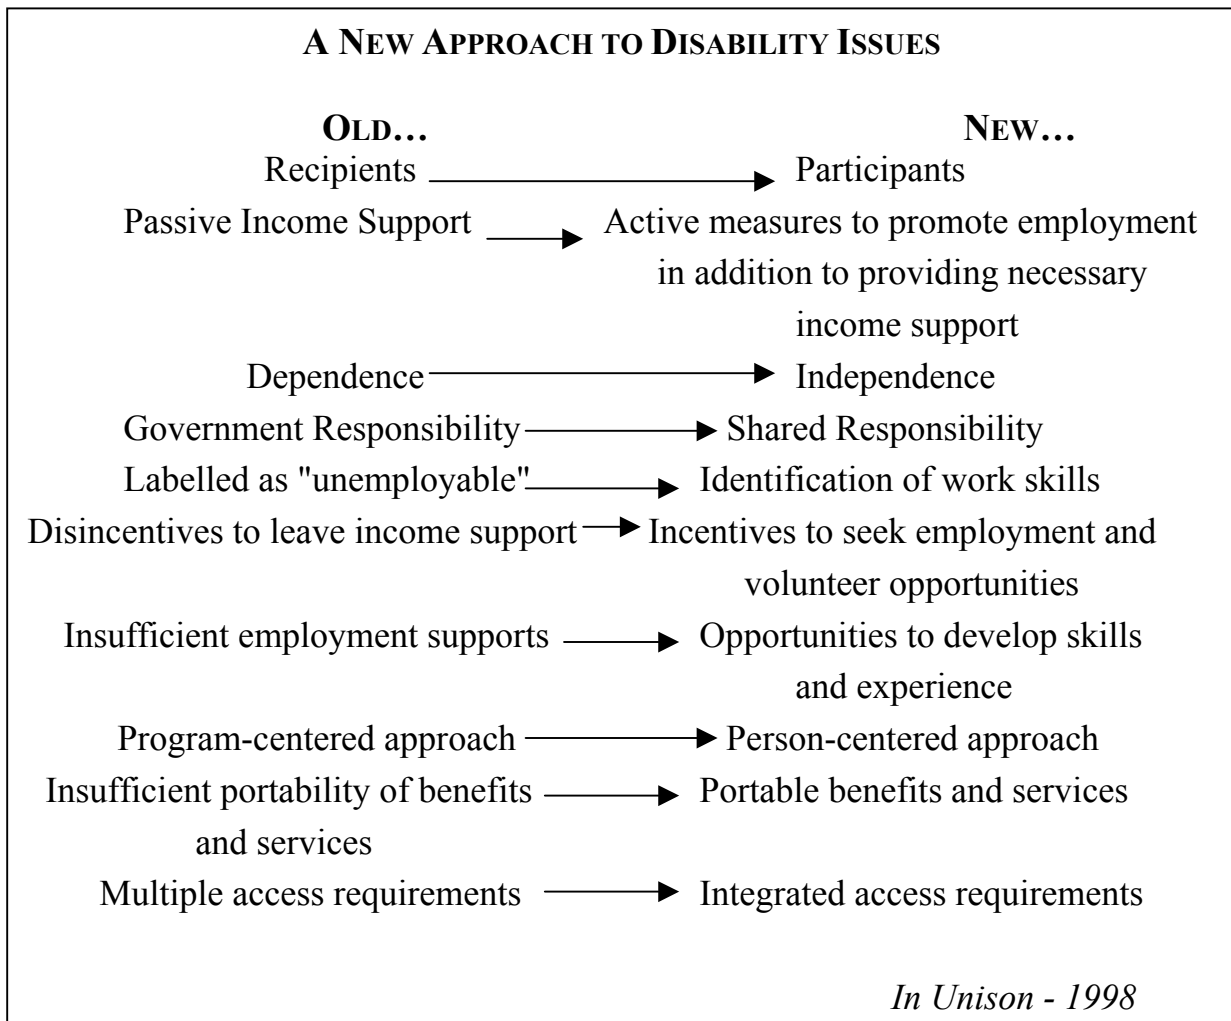 A NEW APPROACH TO DISABILITY ISSUES
OLD… NEW…
Recipients Participants
Passive Income Support Active measures to promote employment
in addition to providing necessary
income support
Dependence Independence
Government Responsibility Shared Responsibility
Labelled as "unemployable" Identification of work skills
Disincentives to leave income support Incentives to seek employment and
volunteer opportunities
Insufficient employment supports Opportunities to develop skills
and experience
Program-centered approach Person-centered approach
Insufficient portability of benefits Portable benefits and services
and services
Multiple access requirements Integrated access requirements
In Unison - 1998